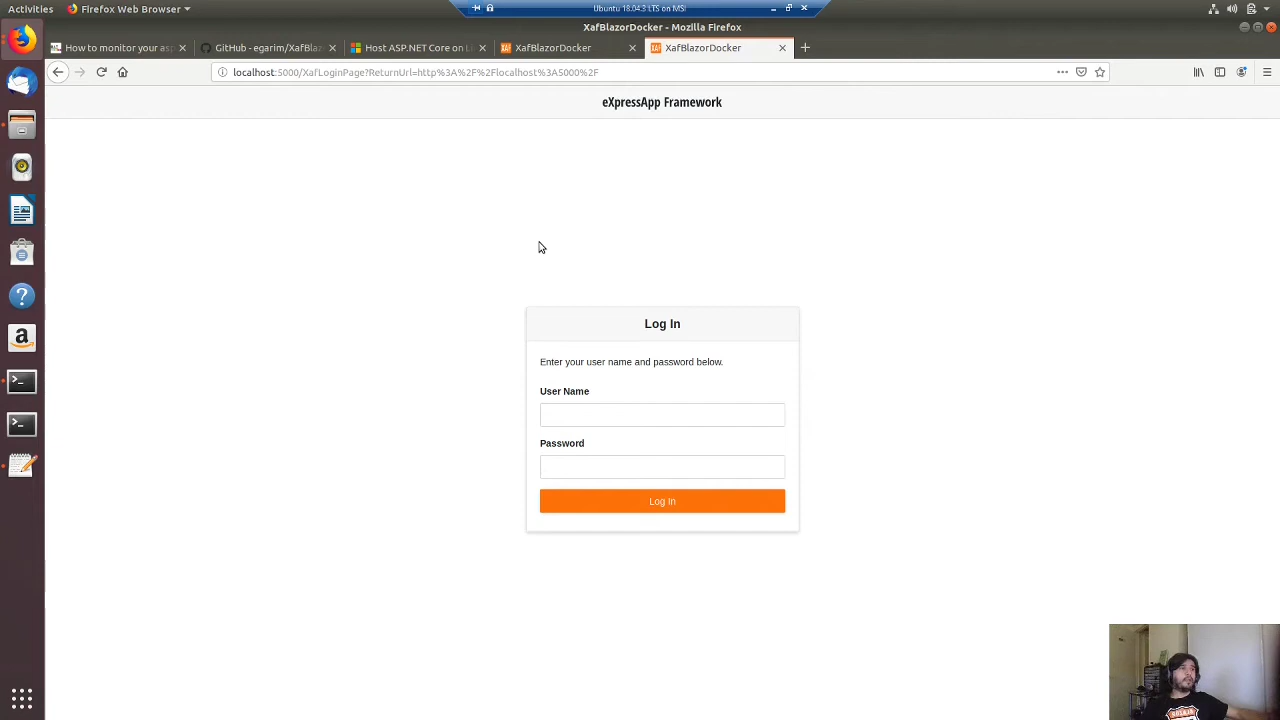 Activities
Firefox Web Browser
Ubuntu 18.04.3 LTS on MSI
XafBlazorDocker - Mozilla Firefox
How to monitor your asp
GitHub - egarim/XafBlaz
Host ASP.NET Core on Li
XafBlazorDocker
XafBlazorDocker
localhost:5000/XafLoginPage?ReturnUrl=http%3A%2F%2Flocalhost%3A5000%2F
eXpressApp Framework
Log In
Enter your user name and password below.
User Name
Password
Log In